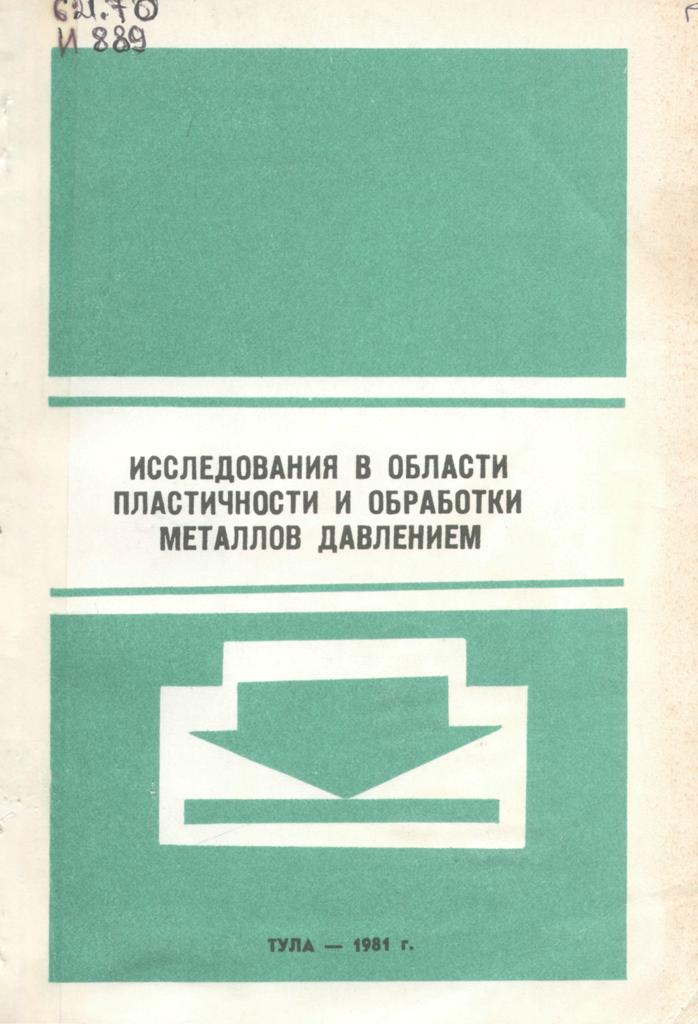 621.70
И 889
ИССЛЕДОВАНИЯ В ОБЛАСТИ
ПЛАСТИЧНОСТИ И ОБРАБОТКИ
МЕТАЛЛОВ ДАВЛЕНИЕМ
ТУЛА — 1981 г.